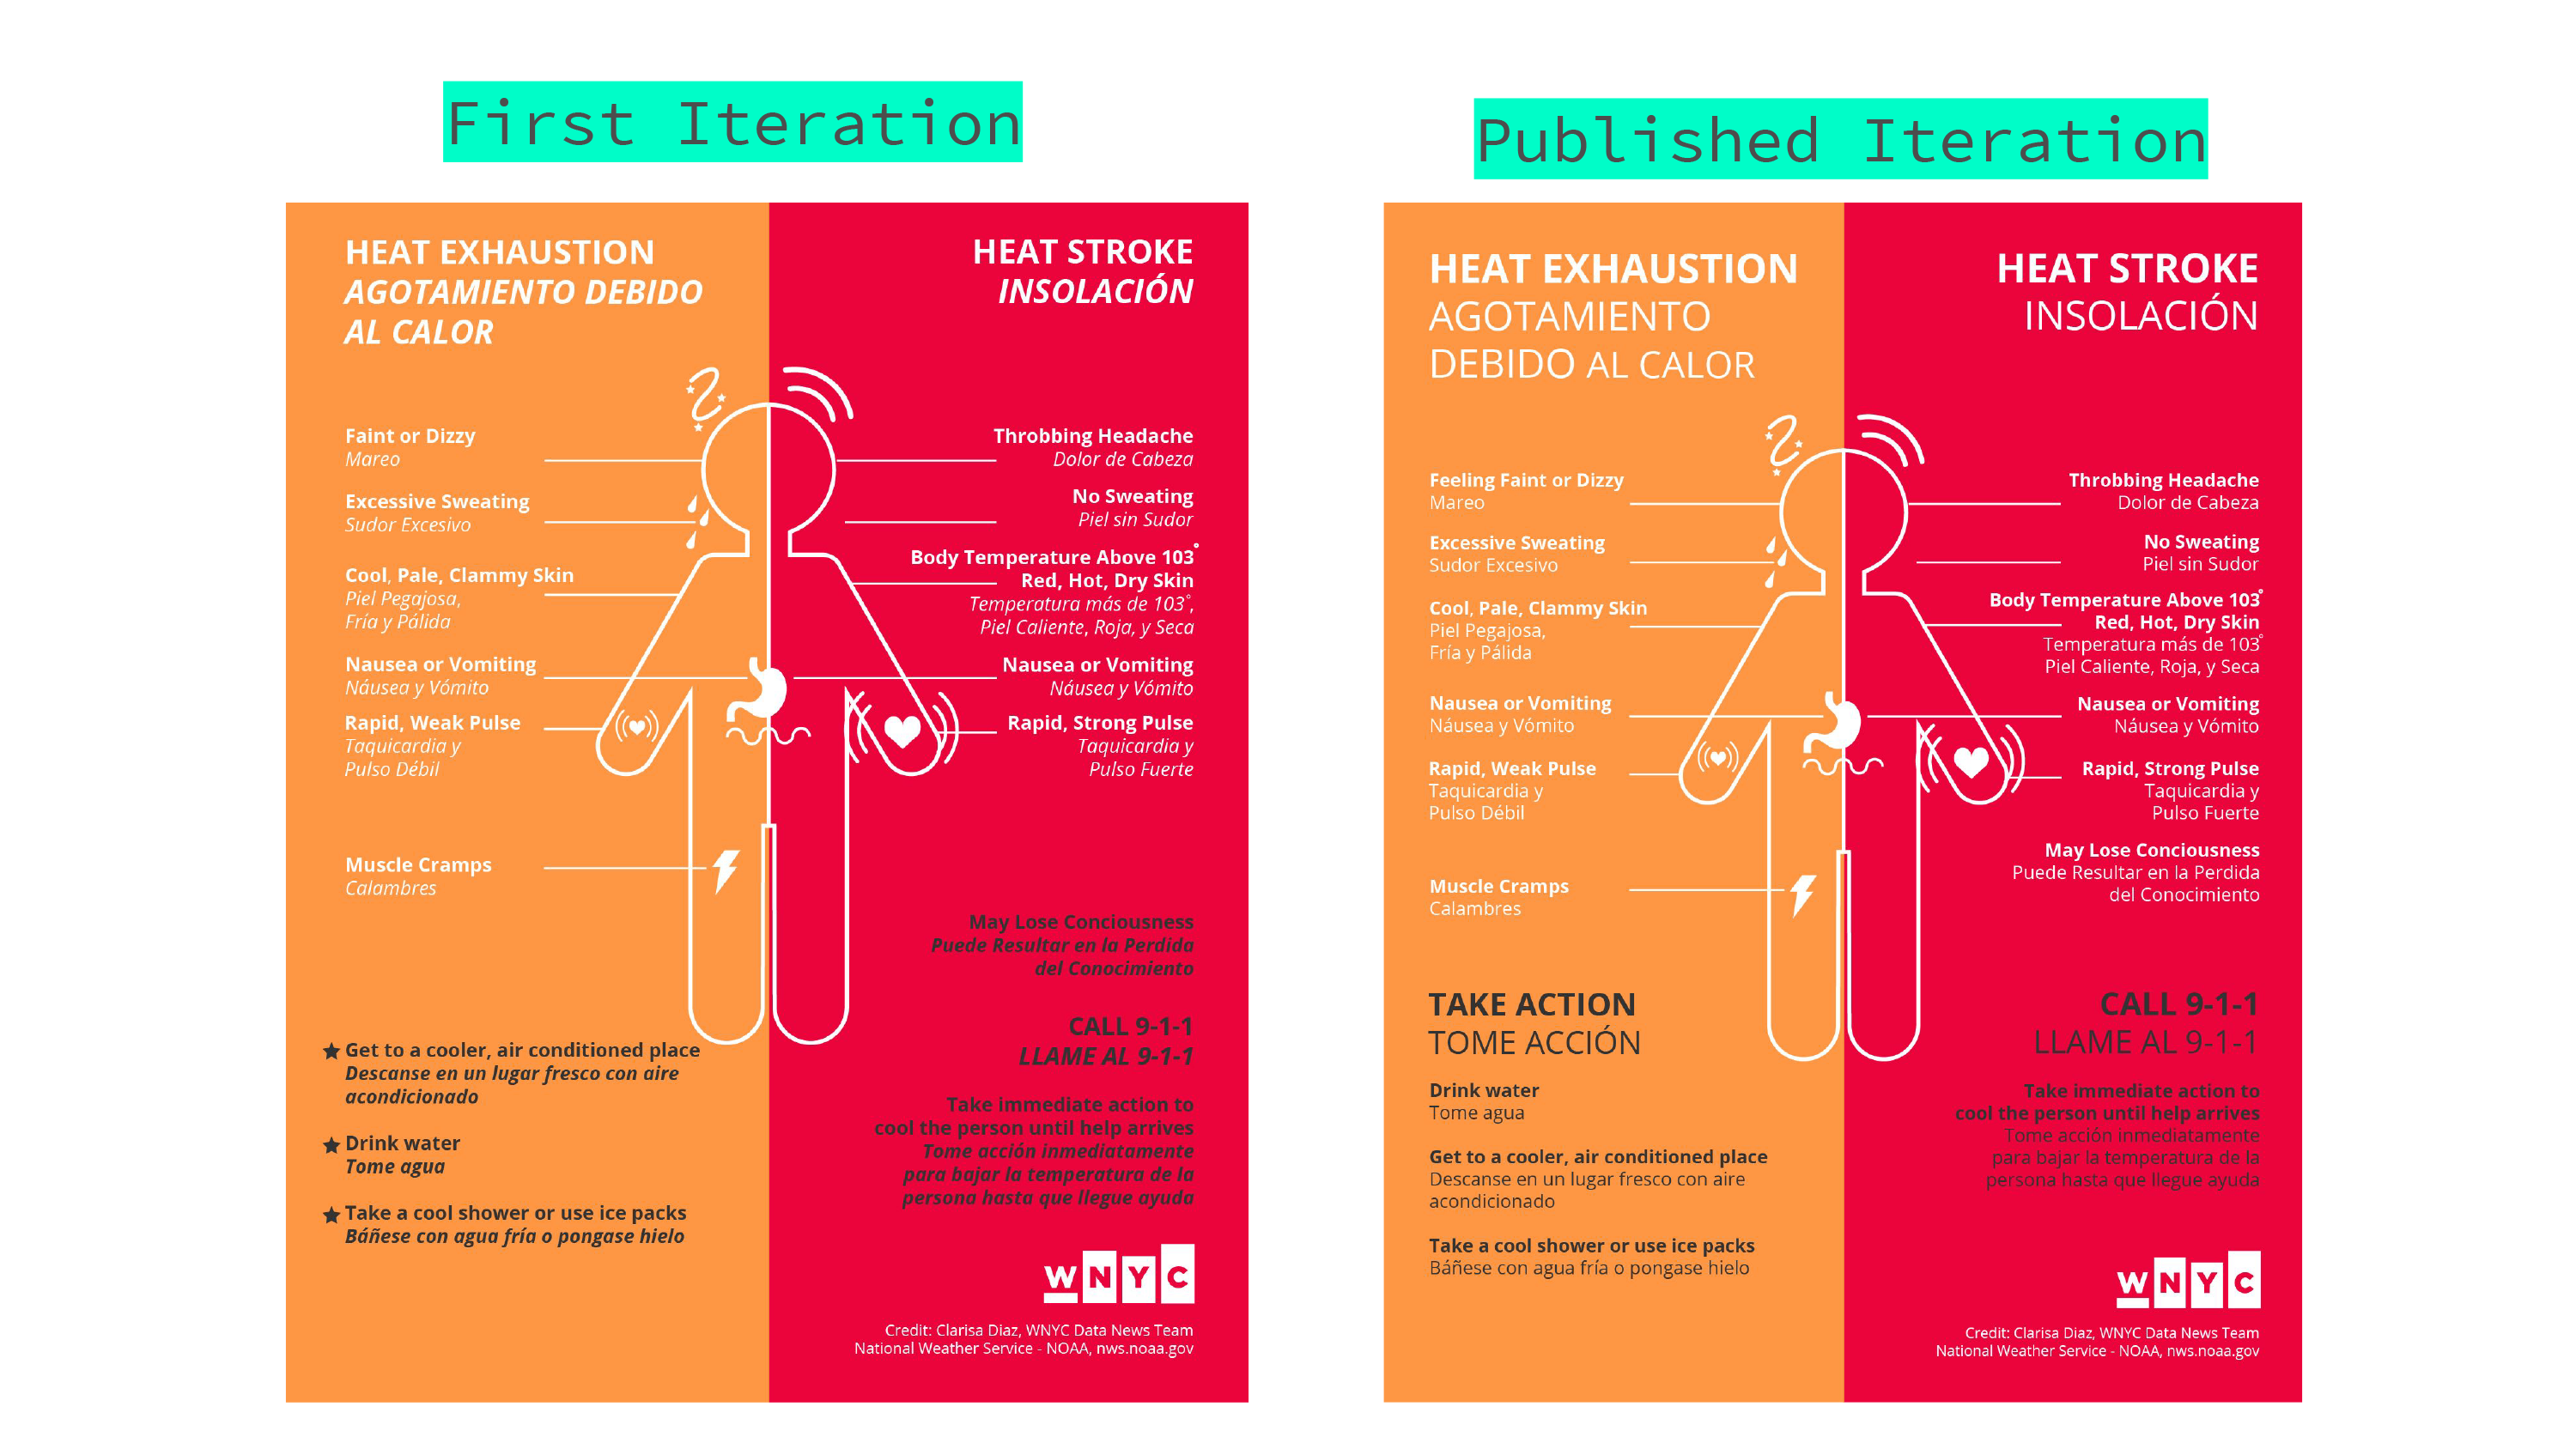 First Iteration
HEAT EXHAUSTION
AGOTAMIENTO DEBIDO
AL CALOR
Faint or Dizzy
Mareo
Excessive Sweating
Sudor Excesivo
Cool, Pale, Clammy Skin
Piel Pegajosa,
Fría y Pálida
Nausea or Vomiting
Náusea y Vómito
Rapid, Weak Pulse
Taquicardia y
Pulso Débil
Muscle Cramps
Calambres
★ Get to a cooler, air conditioned place
Descanse en un lugar fresco con aire
acondicionado
★ Drink water
Tome agua
★ Take a cool shower or use ice packs
Báñese con agua fría o pongase hielo
HEAT STROKE
INSOLACIÓN
Throbbing Headache
Dolor de Cabeza
No Sweating
Piel sin Sudor
Body Temperature Above 103°
Red, Hot, Dry Skin
Temperatura más de 103°,
Piel Caliente, Roja, y Seca
Nausea or Vomiting
Náusea y Vómito
Rapid, Strong Pulse
Taquicardia y
Pulso Fuerte
May Lose Conciousness
Puede Resultar en la Perdida
del Conocimiento
CALL 9-1-1
LLAME AL 9-1-1
Take immediate action to
cool the person until help arrives
Tome acción inmediatamente
para bajar la temperatura de la
persona hasta que llegue ayuda
WNYC
Credit: Clarisa Diaz, WNYC Data News Team
National Weather Service - NOAA, nws.noaa.gov
Published Iteration
HEAT EXHAUSTION
AGOTAMIENTO
DEBIDO AL CALOR
Feeling Faint or Dizzy
Mareo
Excessive Sweating
Sudor Excesivo
Cool, Pale, Clammy Skin
Piel Pegajosa,
Fría y Pálida
Nausea or Vomiting
Náusea y Vómito
Rapid, Weak Pulse
Taquicardia y
Pulso Débil
Muscle Cramps
Calambres
TAKE ACTION
TOME ACCIÓN
Drink water
Tome agua
Get to a cooler, air conditioned place
Descanse en un lugar fresco con aire
acondicionado
Take a cool shower or use ice packs
Báñese con agua fría o pongase hielo
HEAT STROKE
INSOLACIÓN
Throbbing Headache
Dolor de Cabeza
No Sweating
Piel sin Sudor
Body Temperature Above 103°
Red, Hot, Dry Skin
Temperatura más de 103°
Piel Caliente, Roja, y Seca
Nausea or Vomiting
Náusea y Vómito
Rapid, Strong Pulse
Taquicardia y
Pulso Fuerte
May Lose Conciousness
Puede Resultar en la Perdida
del Conocimiento
CALL 9-1-1
LLAME AL 9-1-1
Take immediate action to
cool the person until help arrives
Tome acción inmediatamente
para bajar la temperatura de la
persona hasta que llegue ayuda
WNYC
Credit: Clarisa Diaz, WNYC Data News Team
National Weather Service - NOAA, nws.noaa.gov